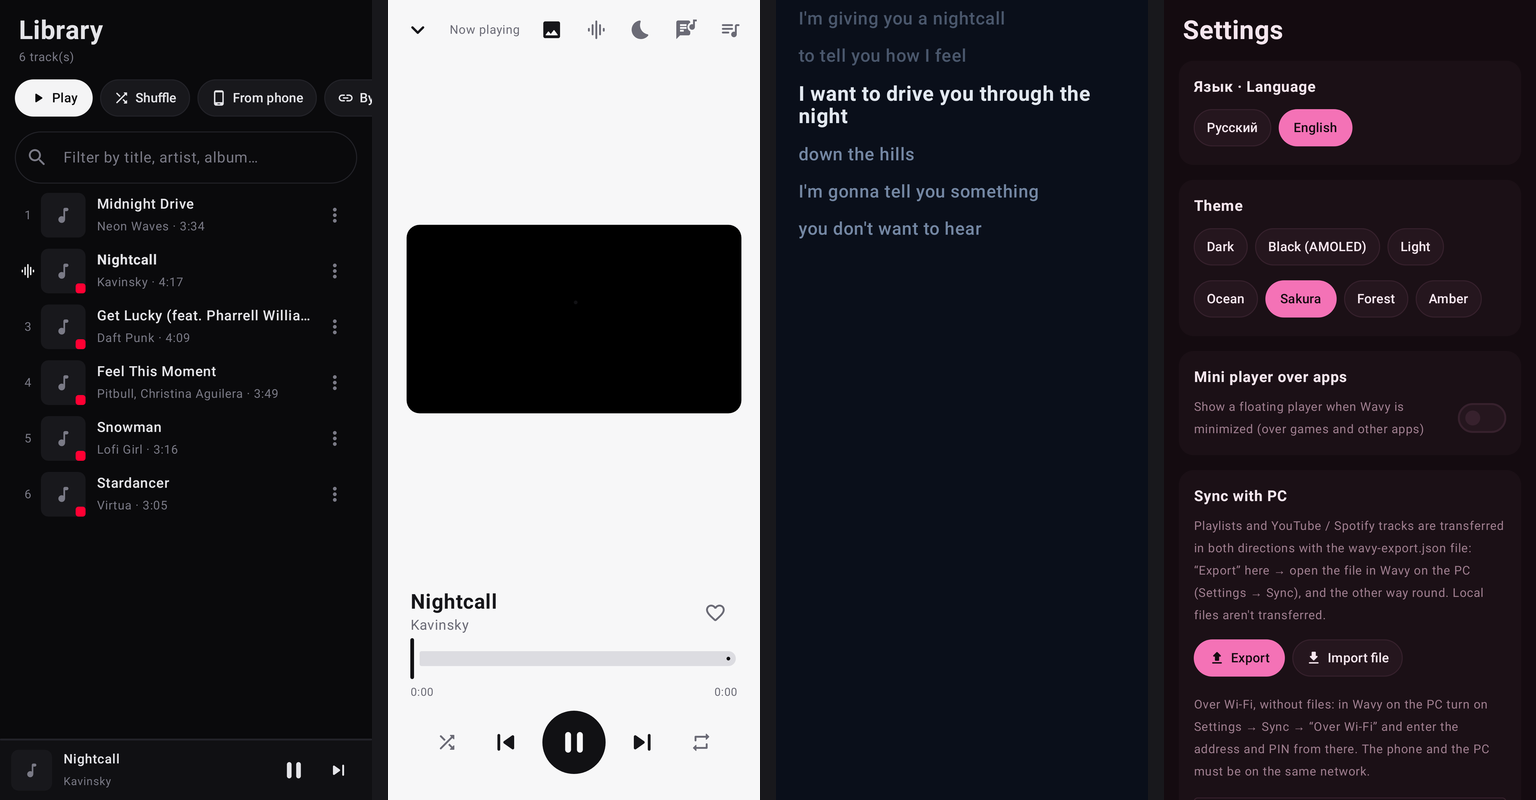 Library
6 track(s)
Play
Shuffle
From phone
By
Filter by title, artist, album…
1
Midnight Drive
Neon Waves · 3:34
Nightcall
Kavinsky · 4:17
3
Get Lucky (feat. Pharrell Willia…
Daft Punk · 4:09
4
Feel This Moment
Pitbull, Christina Aguilera · 3:49
5
Snowman
Lofi Girl · 3:16
6
Stardancer
Virtua · 3:05
Nightcall
Kavinsky
Now playing
Nightcall
Kavinsky
0:00
0:00
I'm giving you a nightcall
to tell you how I feel
I want to drive you through the
night
down the hills
I'm gonna tell you something
you don't want to hear
Settings
Язык · Language
Русский
English
Theme
Dark
Black (AMOLED)
Light
Ocean
Sakura
Forest
Amber
Mini player over apps
Show a floating player when Wavy is
minimized (over games and other apps)
Sync with PC
Playlists and YouTube / Spotify tracks are transferred
in both directions with the wavy-export.json file:
“Export” here → open the file in Wavy on the PC
(Settings → Sync), and the other way round. Local
files aren't transferred.
Export
Import file
Over Wi-Fi, without files: in Wavy on the PC turn on
Settings → Sync → “Over Wi-Fi” and enter the
address and PIN from there. The phone and the PC
must be on the same network.